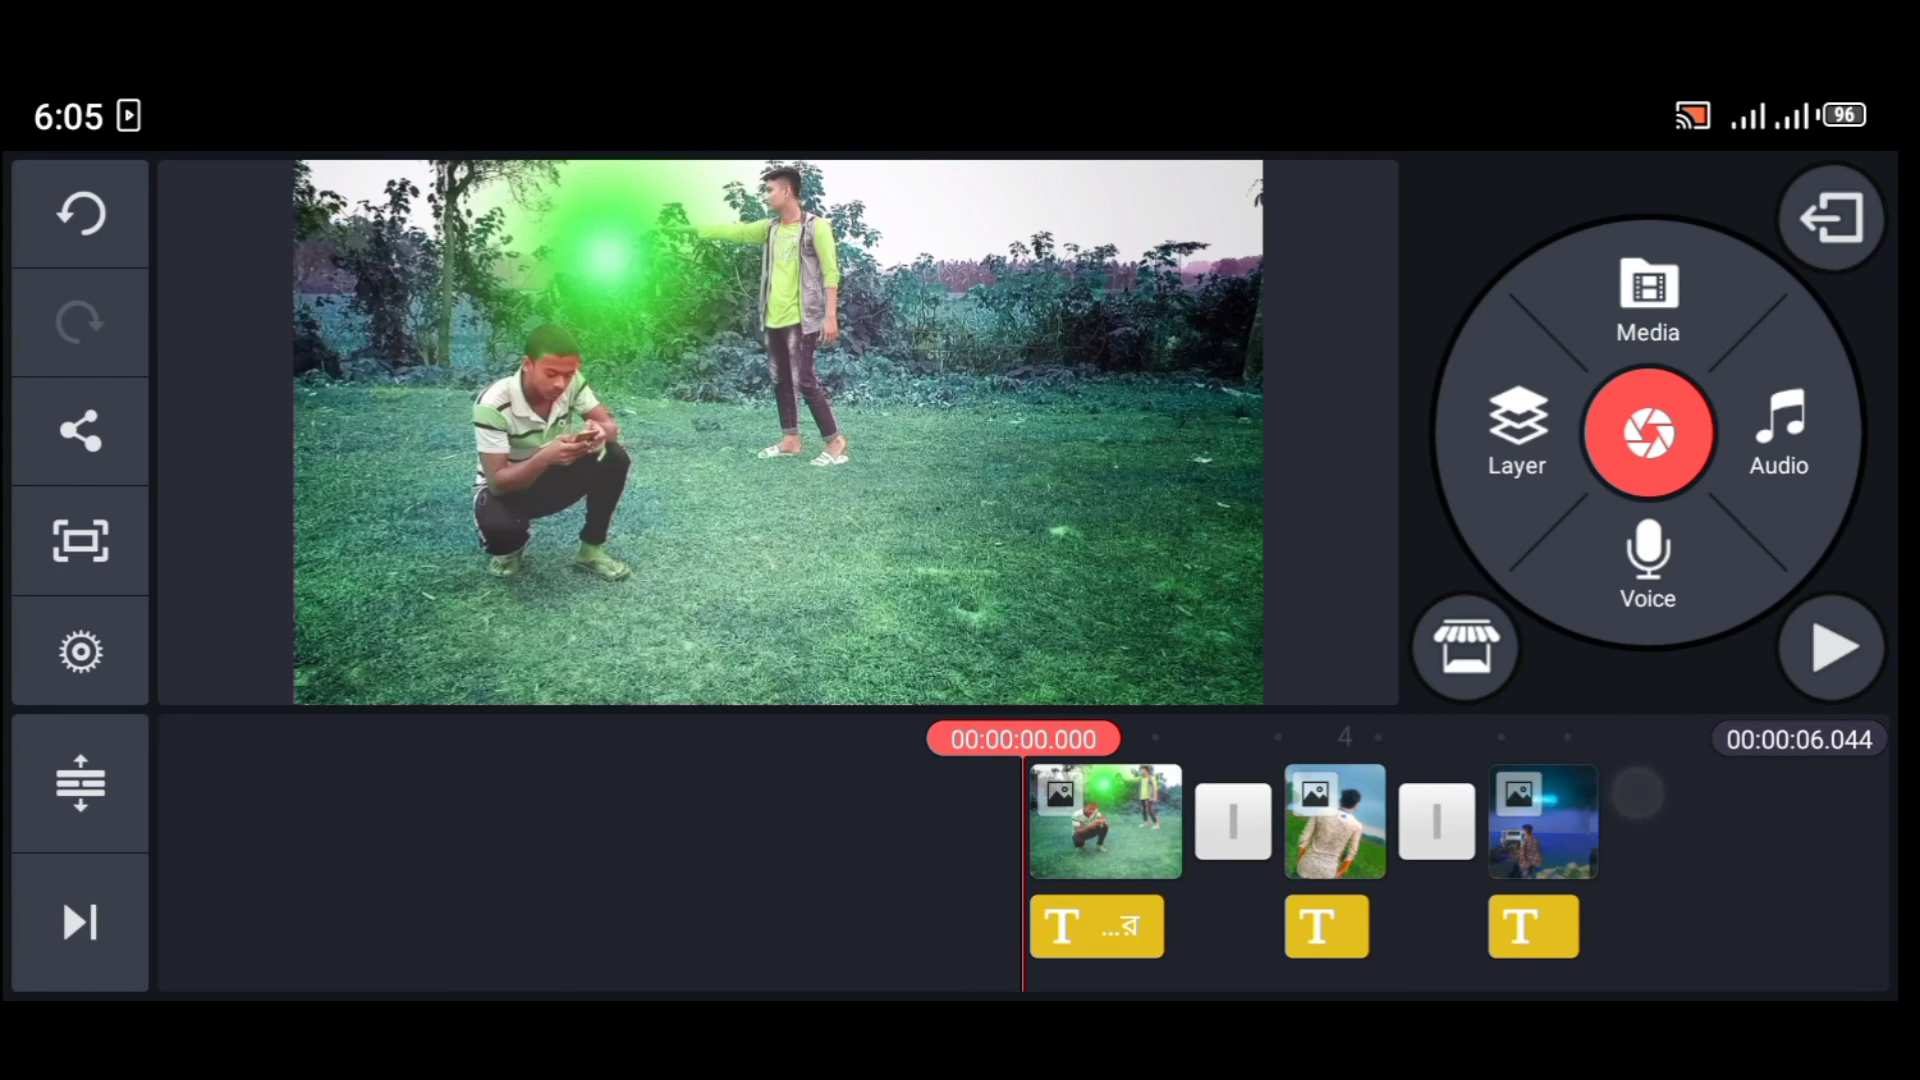 6:05
96
Media
Layer
Audio
Voice
00:00:00.000
4
00:00:06.044
T ...র
T
T